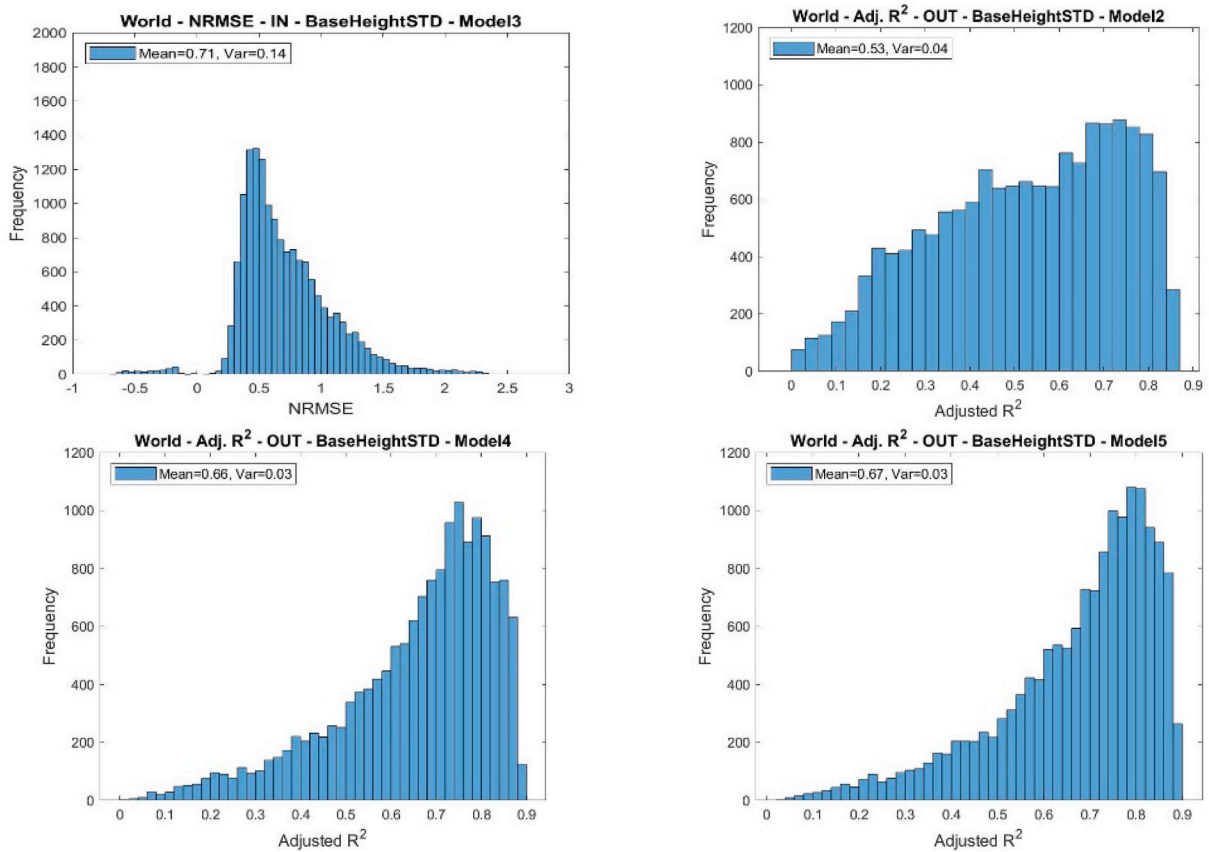 World - NRMSE - IN - BaseHeightSTD - Model3
2000
1800
1600
1400
1200
1000
800
600
400
200
0
Mean=0.71, Var=0.14
Frequency
-1 -0.5 0 0.5 1 1.5 2 2.5 3
NRMSE
World - Adj. R² - OUT - BaseHeightSTD - Model2
1200
1000
800
600
400
200
0
Mean=0.53, Var=0.04
Frequency
0 0.1 0.2 0.3 0.4 0.5 0.6 0.7 0.8 0.9
Adjusted R²
World - Adj. R² - OUT - BaseHeightSTD - Model4
1200
1000
800
600
400
200
0
Mean=0.66, Var=0.03
Frequency
0 0.1 0.2 0.3 0.4 0.5 0.6 0.7 0.8 0.9
Adjusted R²
World - Adj. R² - OUT - BaseHeightSTD - Model5
1200
1000
800
600
400
200
0
Mean=0.67, Var=0.03
Frequency
0 0.1 0.2 0.3 0.4 0.5 0.6 0.7 0.8 0.9
Adjusted R²